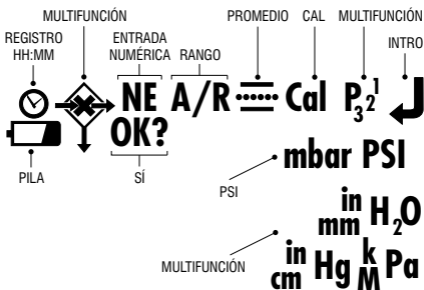 MULTIFUNCIÓN PROMEDIO CAL MULTIFUNCIÓN
REGISTRO HH:MM
ENTRADA NUMÉRICA
RANGO
INTRO
NE A/R Cal P 1 2 3
OK?
PILA
SÍ
mbar PSI
PSI
in mm H2O
MULTIFUNCIÓN
in cm Hg k M Pa